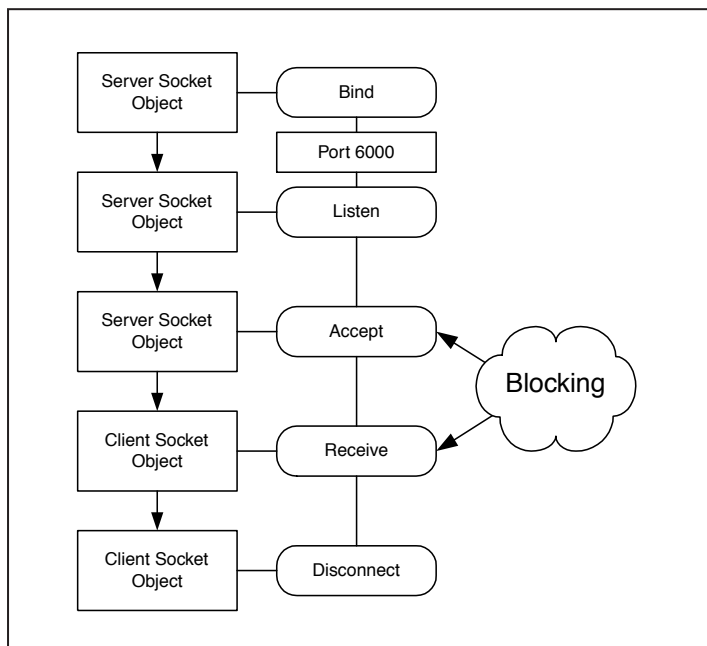 Server Socket
Object
Bind
Port 6000
Server Socket
Object
Listen
Server Socket
Object
Accept
Blocking
Client Socket
Object
Receive
Client Socket
Object
Disconnect